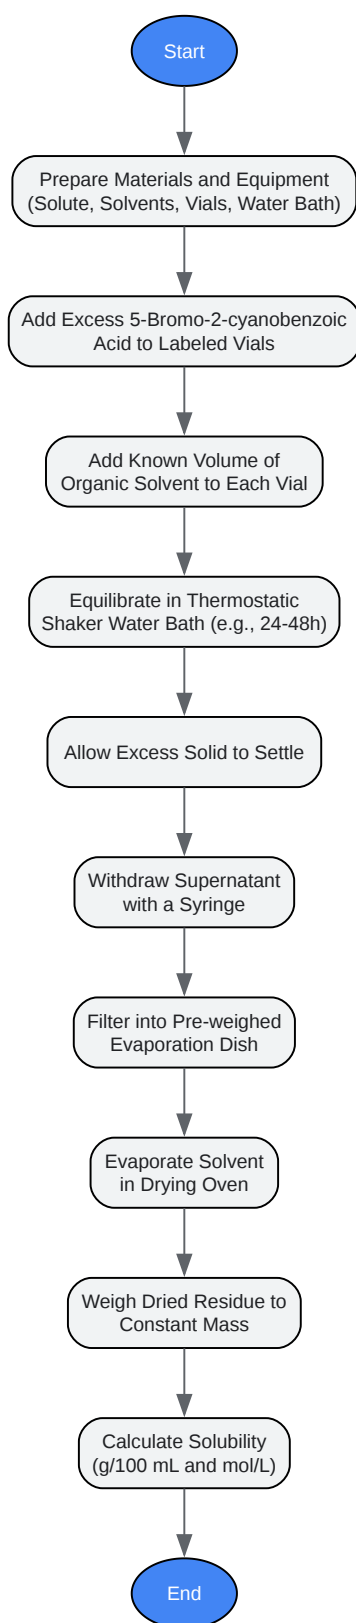 Start
Prepare Materials and Equipment
(Solute, Solvents, Vials, Water Bath)
Add Excess 5-Bromo-2-cyanobenzoic
Acid to Labeled Vials
Add Known Volume of
Organic Solvent to Each Vial
Equilibrate in Thermostatic
Shaker Water Bath (e.g., 24-48h)
Allow Excess Solid to Settle
Withdraw Supernatant
with a Syringe
Filter into Pre-weighed
Evaporation Dish
Evaporate Solvent
in Drying Oven
Weigh Dried Residue to
Constant Mass
Calculate Solubility
(g/100 mL and mol/L)
End